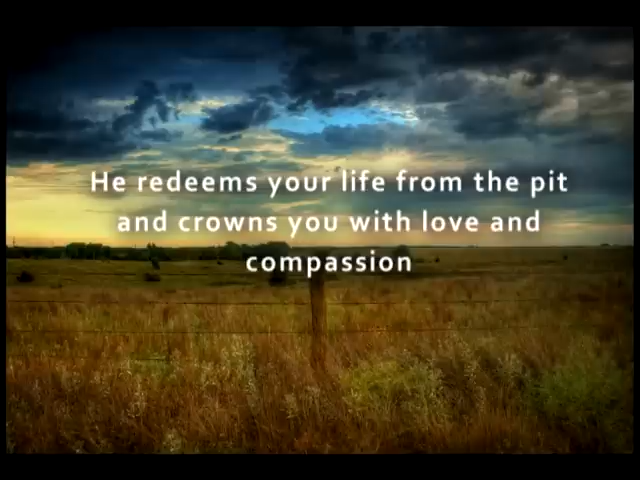 He redeems your life from the pit
and crowns you with love and
compassion